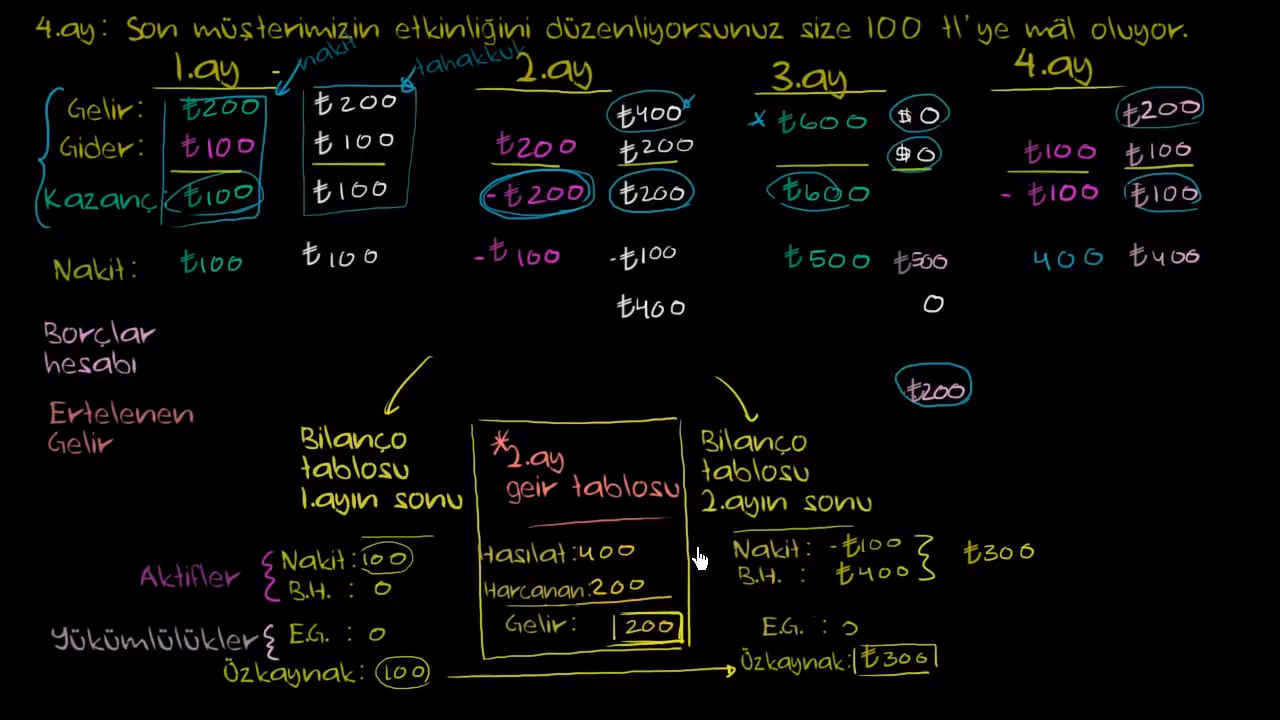 4.ay: Son müşterimizin etkinliğini düzenliyorsunuz size 100 tl'ye mâl oluyor.
nakit tahakkuk
1.ay - 2.ay 3.ay 4.ay
Gelir: ₺200 ₺200 ₺400 * ₺600 $0 ₺200
Gider: ₺100 ₺100 ₺200 ₺200 $0 ₺100 ₺100
Kazanç: ₺100 ₺100 -₺200 ₺200 ₺600 -₺100 ₺100
Nakit: ₺100 ₺100 -₺100 -₺100 ₺500 ₺500 400 ₺400
₺400 0
Borçlar
hesabı
₺200
Ertelenen
Gelir
Bilanço
tablosu
1.ayın sonu
*2.ay
geir tablosu
Bilanço
tablosu
2.ayın sonu
Aktifler
Nakit: 100
B.H. : 0
Yükümlülükler
E.G. : 0
Özkaynak: 100
Hasılat: 400
Harcanan: 200
Gelir: 200
Nakit: -₺100
B.H. : ₺400
₺300
E.G. : 0
Özkaynak: ₺300